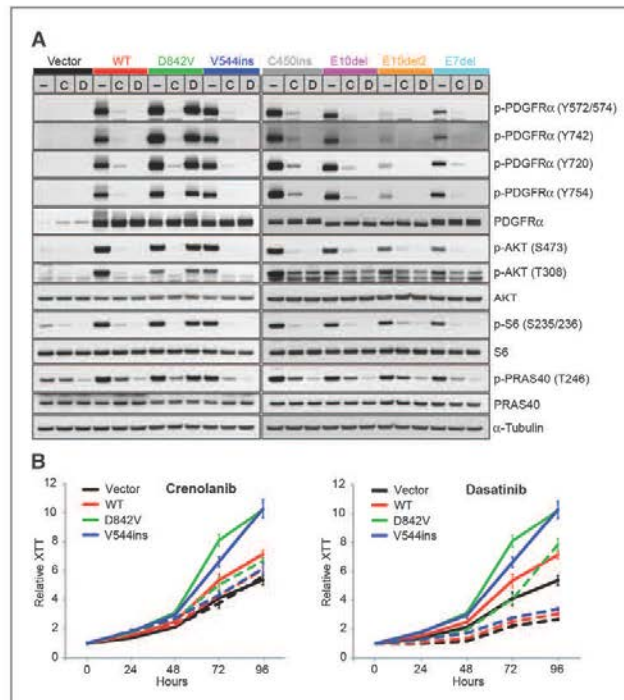 A
Vector WT D842V V544ins C450ins E10del E10del2 E7del
– C D – C D – C D – C D – C D – C D – C D – C D
p-PDGFRα (Y572/574)
p-PDGFRα (Y742)
p-PDGFRα (Y720)
p-PDGFRα (Y754)
PDGFRα
p-AKT (S473)
p-AKT (T308)
AKT
p-S6 (S235/236)
S6
p-PRAS40 (T246)
PRAS40
α-Tubulin
B
Crenolanib
Vector
WT
D842V
V544ins
Relative XTT
12
10
8
6
4
2
0
0 24 48 72 96
Hours
Dasatinib
Vector
WT
D842V
V544ins
Relative XTT
12
10
8
6
4
2
0
0 24 48 72 96
Hours